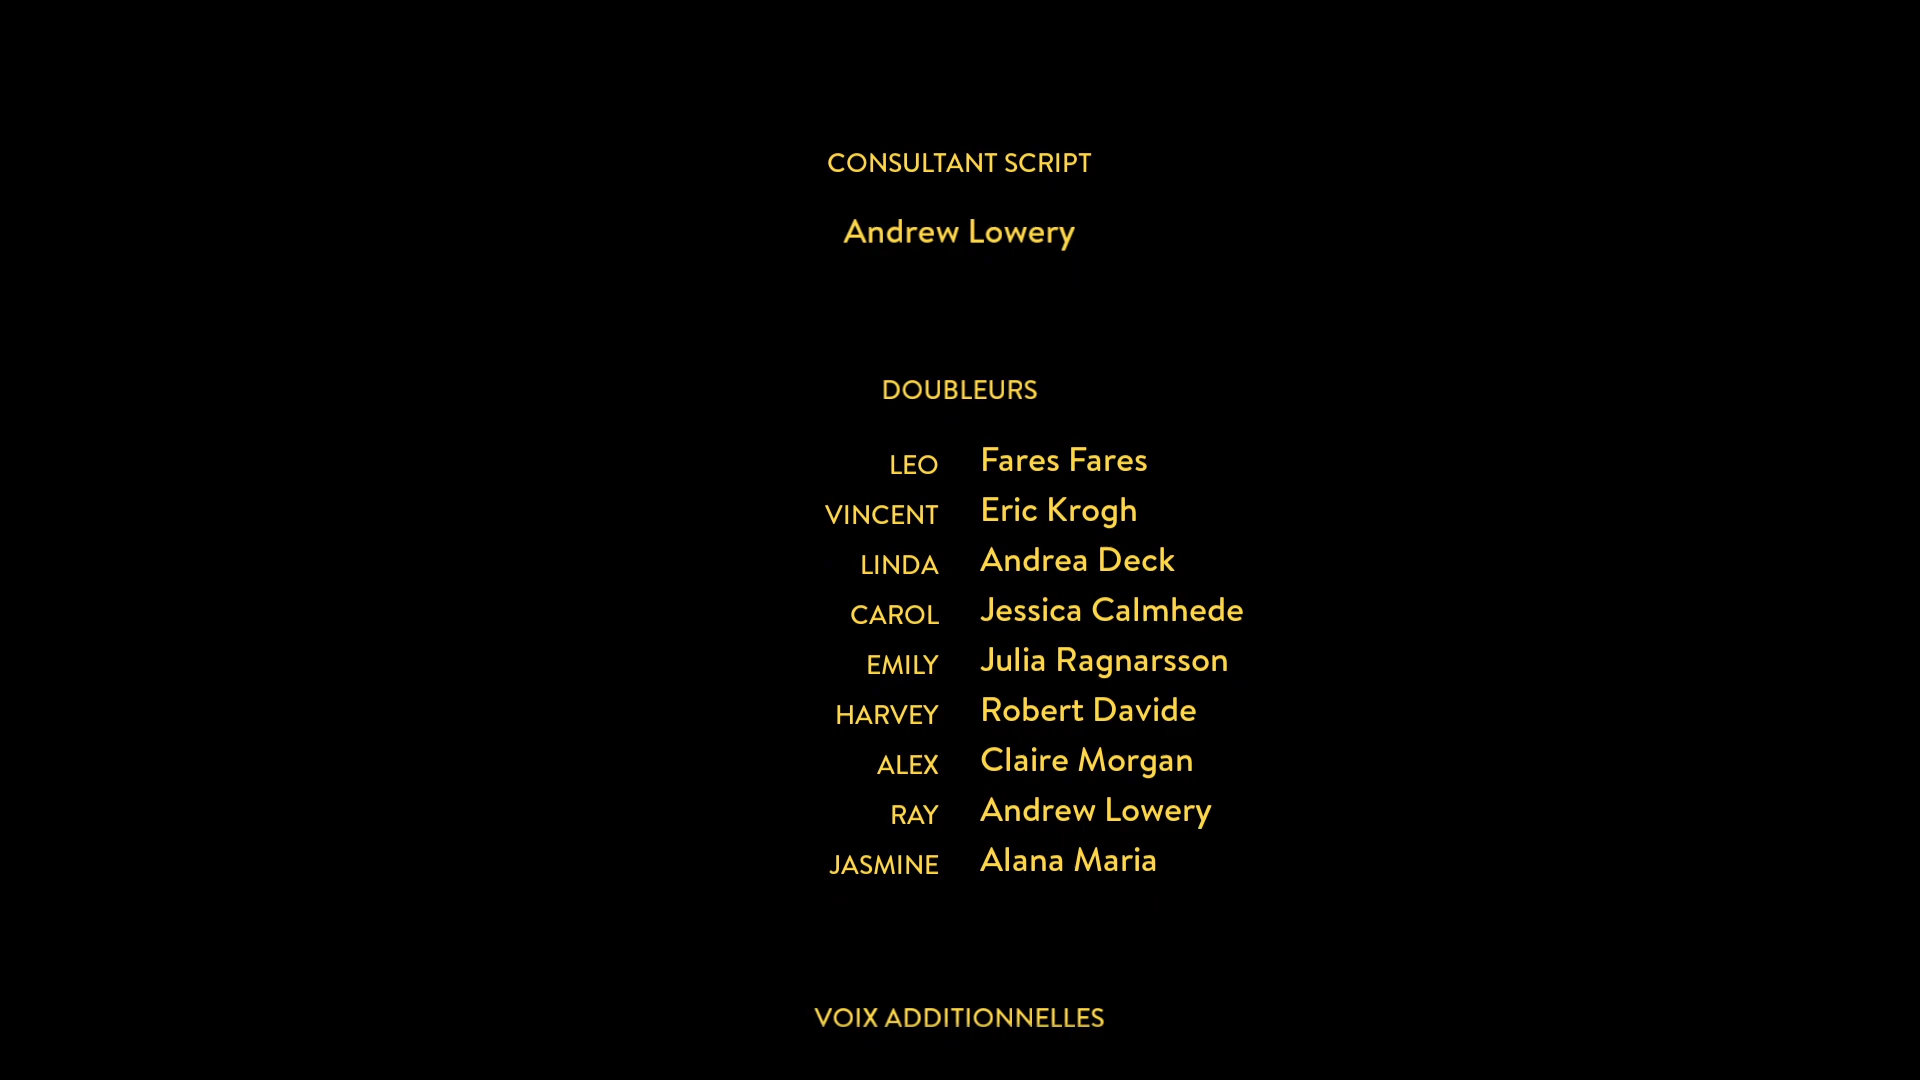 CONSULTANT SCRIPT
Andrew Lowery
DOUBLEURS
LEO Fares Fares
VINCENT Eric Krogh
LINDA Andrea Deck
CAROL Jessica Calmhede
EMILY Julia Ragnarsson
HARVEY Robert Davide
ALEX Claire Morgan
RAY Andrew Lowery
JASMINE Alana Maria
VOIX ADDITIONNELLES